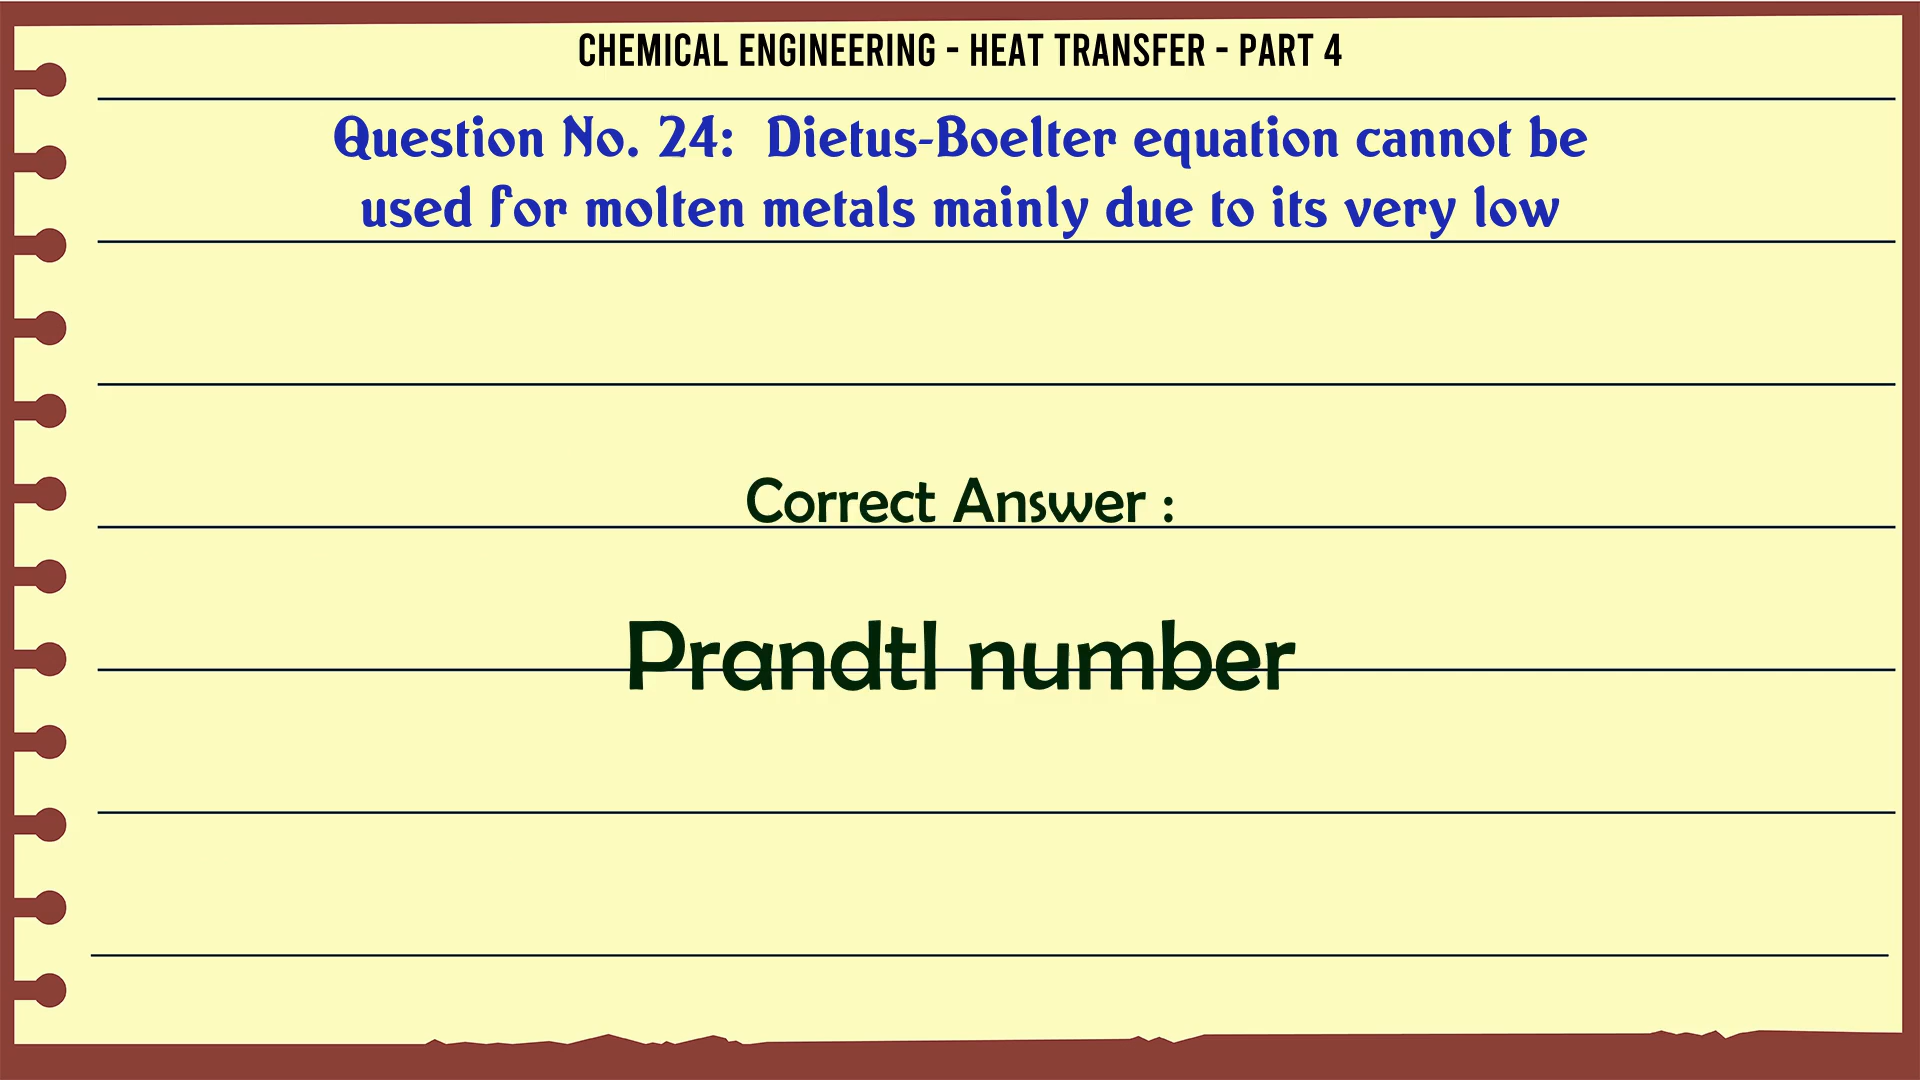 CHEMICAL ENGINEERING - HEAT TRANSFER - PART 4
Question No. 24: Dietus-Boelter equation cannot be
used for molten metals mainly due to its very low
Correct Answer :
Prandtl number